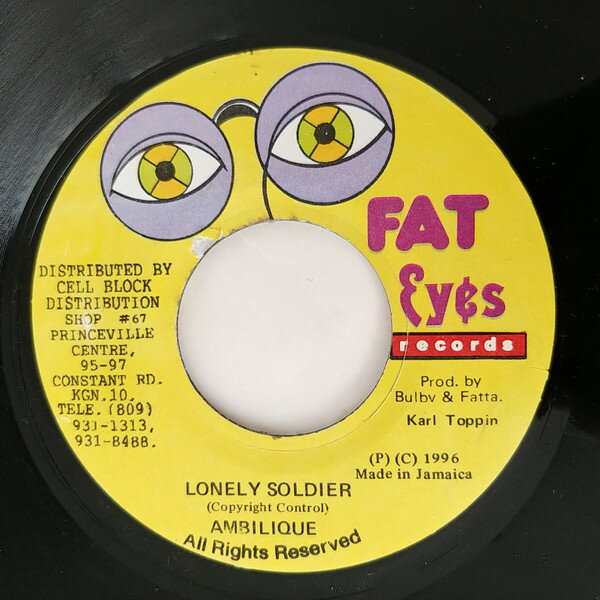 FAT
Eye$
records
DISTRIBUTED BY
CELL BLOCK
DISTRIBUTION
SHOP #67
PRINCEVILLE
CENTRE,
95-97
CONSTANT RD.
KGN.10.
TELE. (809)
931-1313,
931-8488.
Prod. by
Bulby & Fatta.
Karl Toppin
(P) (C) 1996
Made in Jamaica
LONELY SOLDIER
(Copyright Control)
AMBILIQUE
All Rights Reserved